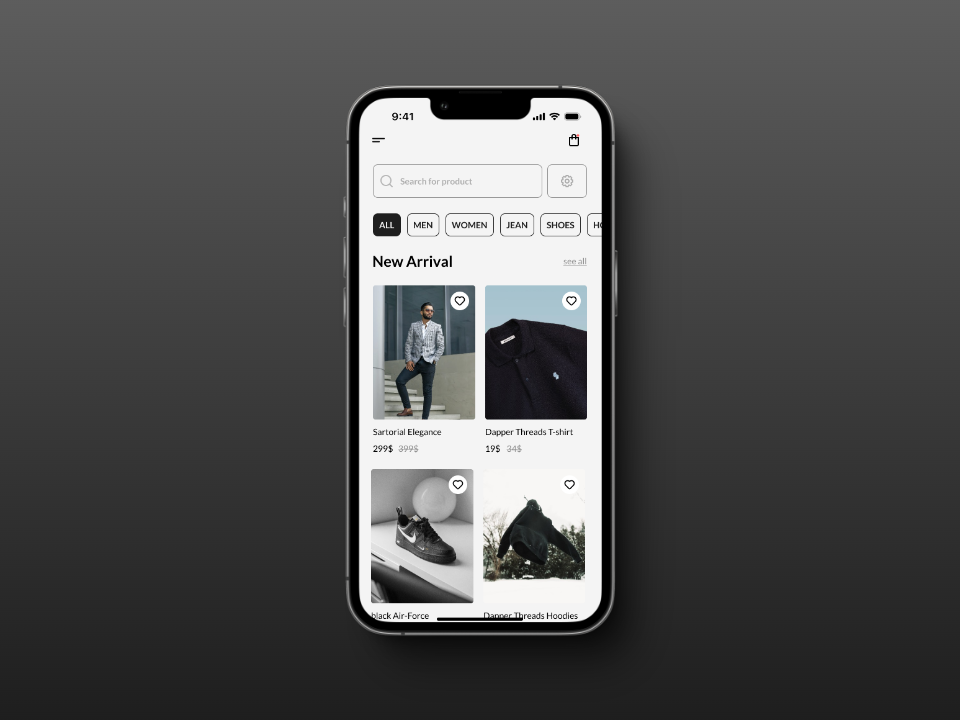 9:41
Search for product
ALL MEN WOMEN JEAN SHOES HO
New Arrival see all
Sartorial Elegance Dapper Threads T-shirt
299$ 399$ 19$ 34$
black Air-Force Dapper Threads Hoodies